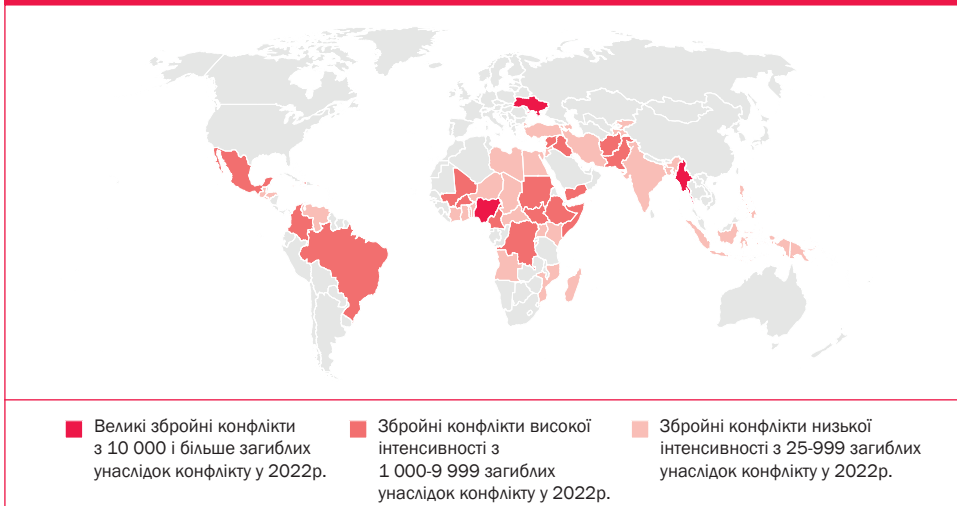 Великі збройні конфлікти
з 10 000 і більше загиблих
унаслідок конфлікту у 2022р.
Збройні конфлікти високої
інтенсивності з
1 000-9 999 загиблих
унаслідок конфлікту у 2022р.
Збройні конфлікти низької
інтенсивності з 25-999 загиблих
унаслідок конфлікту у 2022р.